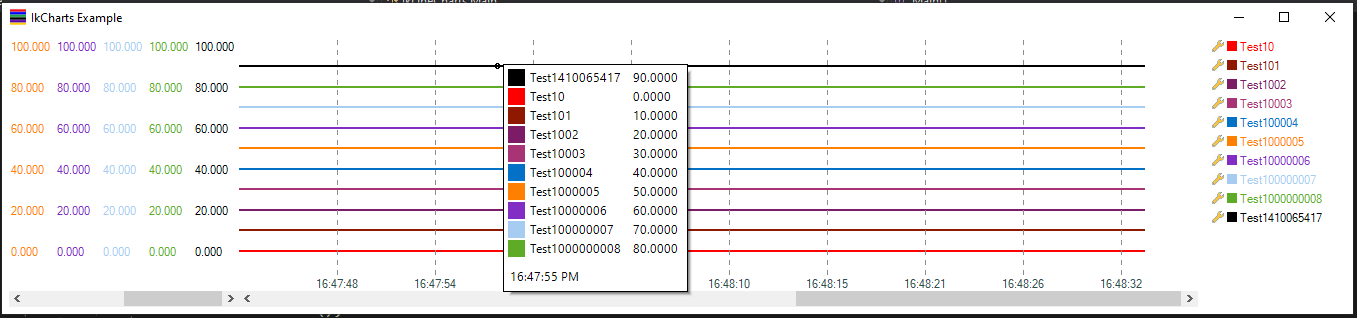 IkCharts Example
100.000 100.000 100.000 100.000 100.000
80.000 80.000 80.000 80.000 80.000
60.000 60.000 60.000 60.000 60.000
40.000 40.000 40.000 40.000 40.000
20.000 20.000 20.000 20.000 20.000
0.000 0.000 0.000 0.000 0.000
Test1410065417 90.0000
Test10 0.0000
Test101 10.0000
Test1002 20.0000
Test10003 30.0000
Test100004 40.0000
Test1000005 50.0000
Test10000006 60.0000
Test100000007 70.0000
Test1000000008 80.0000
16:47:55 PM
16:47:48 16:47:54 16:48:10 16:48:15 16:48:21 16:48:26 16:48:32
Test10
Test101
Test1002
Test10003
Test100004
Test1000005
Test10000006
Test100000007
Test1000000008
Test1410065417